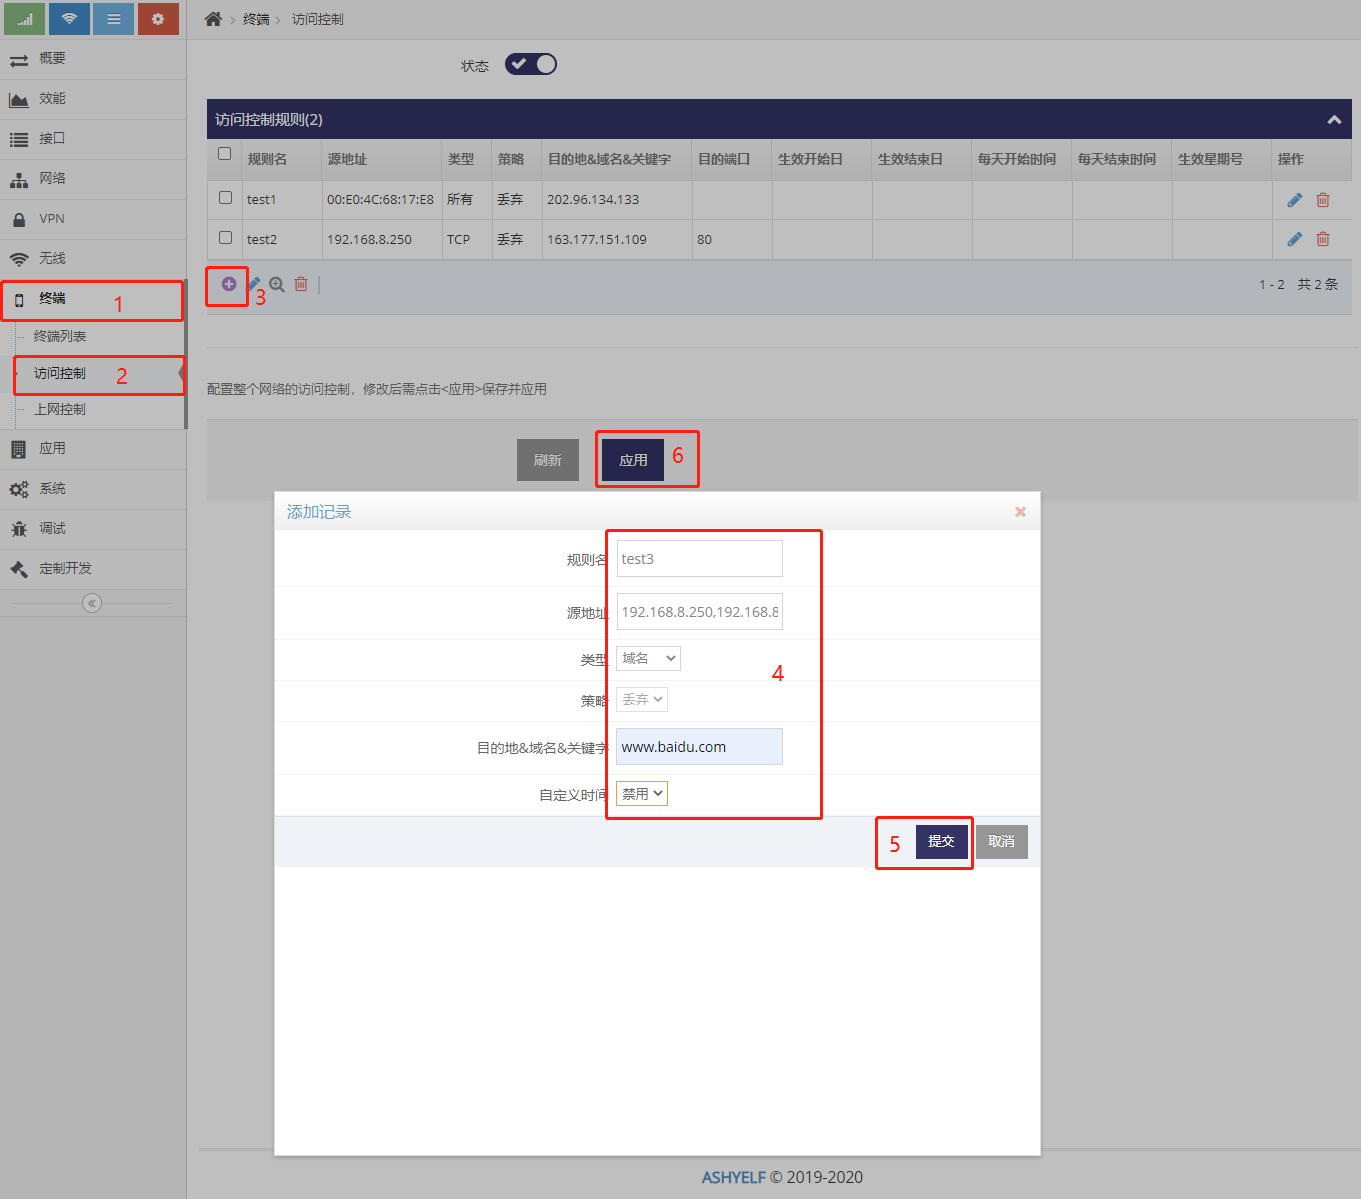 终端
访问控制
概要
效能
接口
网络
VPN
无线
终端 1
终端列表
访问控制 2
上网控制
应用
系统
调试
定制开发
状态
访问控制规则(2)
规则名 源地址 类型 策略 目的地&域名&关键字 目的端口 生效开始日 生效结束日 每天开始时间 每天结束时间 生效星期号 操作
test1 00:E0:4C:68:17:E8 所有 丢弃 202.96.134.133
test2 192.168.8.250 TCP 丢弃 163.177.151.109 80
3
1 - 2 共 2 条
配置整个网络的访问控制，修改后需点击<应用>保存并应用
刷新 应用 6
添加记录
规则名 test3
源地址 192.168.8.250,192.168.8
类型 域名
4
策略 丢弃
目的地&域名&关键字 www.baidu.com
自定义时间 禁用
5 提交 取消
ASHYELF © 2019-2020